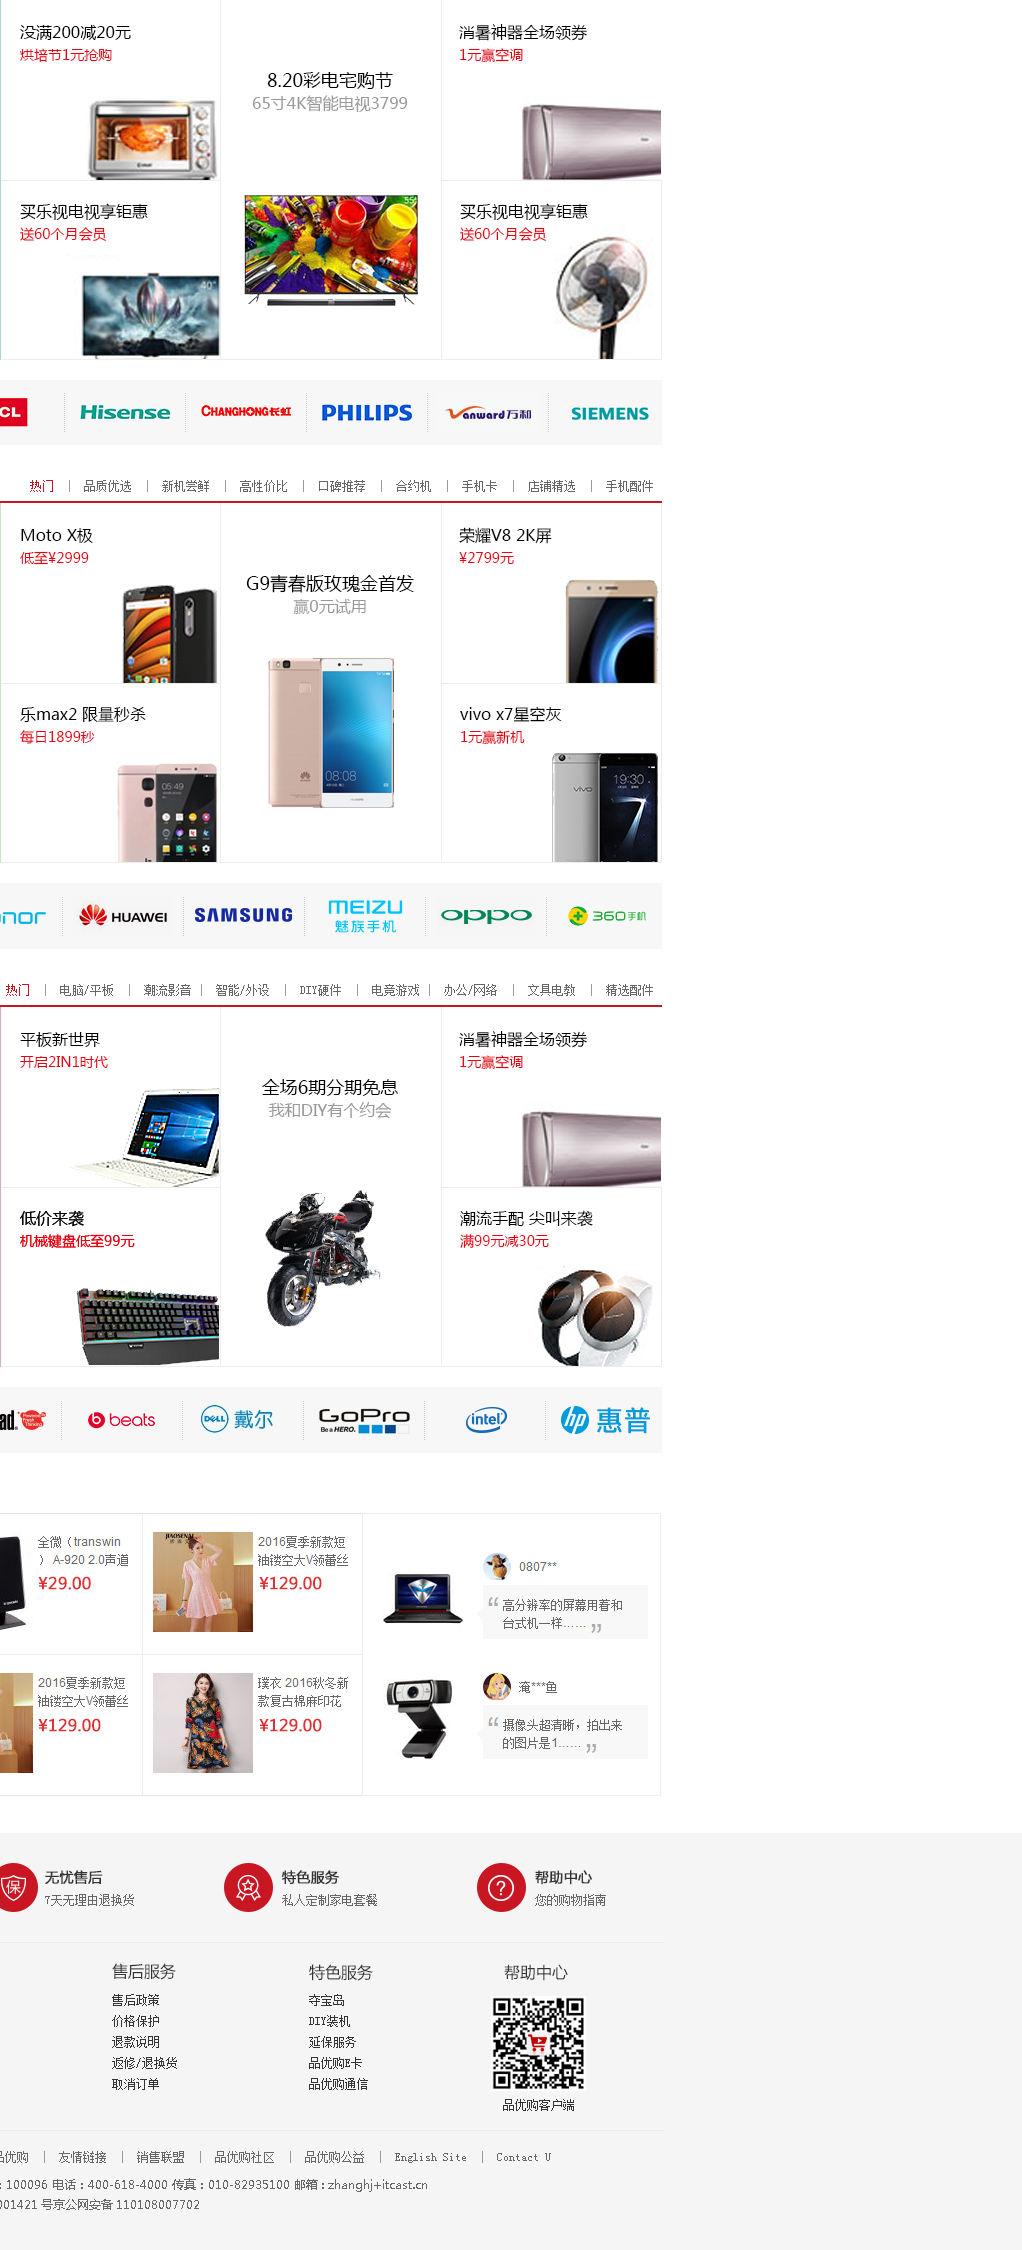 没满200减20元
烘培节1元抢购
8.20彩电宅购节
65寸4K智能电视3799
消暑神器全场领券
1元赢空调
买乐视电视享钜惠
送60个月会员
40"
55"
买乐视电视享钜惠
送60个月会员
CL
Hisense
CHANGHONG长虹
PHILIPS
Vanward万和
SIEMENS
热门
品质优选
新机尝鲜
高性价比
口碑推荐
合约机
手机卡
店铺精选
手机配件
Moto X极
低至¥2999
G9青春版玫瑰金首发
赢0元试用
荣耀V8 2K屏
¥2799元
乐max2 限量秒杀
每日1899秒
05:49
HUAWEI
08:08
vivo x7星空灰
1元赢新机
vivo
19:30
7
onor
HUAWEI
SAMSUNG
MEIZU
魅族手机
OPPO
360手机
热门
电脑/平板
潮流影音
智能/外设
DIY硬件
电竞游戏
办公/网络
文具电教
精选配件
平板新世界
开启2IN1时代
全场6期分期免息
我和DIY有个约会
消暑神器全场领券
1元赢空调
低价来袭
机械键盘低至99元
潮流手配 尖叫来袭
满99元减30元
ad.
beats
DELL
戴尔
GoPro
Be a HERO.
intel
hp
惠普
全微（transwin
） A-920 2.0声道
¥29.00
JIAOSENAI
2016夏季新款短
袖镂空大V领蕾丝
¥129.00
0807**
“ 高分辨率的屏幕用着和
台式机一样…… ”
2016夏季新款短
袖镂空大V领蕾丝
¥129.00
璞衣 2016秋冬新
款复古棉麻印花
¥129.00
淹***鱼
“ 摄像头超清晰，拍出来
的图片是1…… ”
保
无忧售后
7天无理由退换货
特色服务
私人定制家电套餐
?
帮助中心
您的购物指南
售后服务
售后政策
价格保护
退款说明
返修/退换货
取消订单
特色服务
夺宝岛
DIY装机
延保服务
品优购E卡
品优购通信
帮助中心
品优购客户端
品优购
友情链接
销售联盟
品优购社区
品优购公益
English Site
Contact U
: 100096 电话：400-618-4000 传真：010-82935100 邮箱：zhanghj+itcast.cn
001421 号京公网安备 110108007702